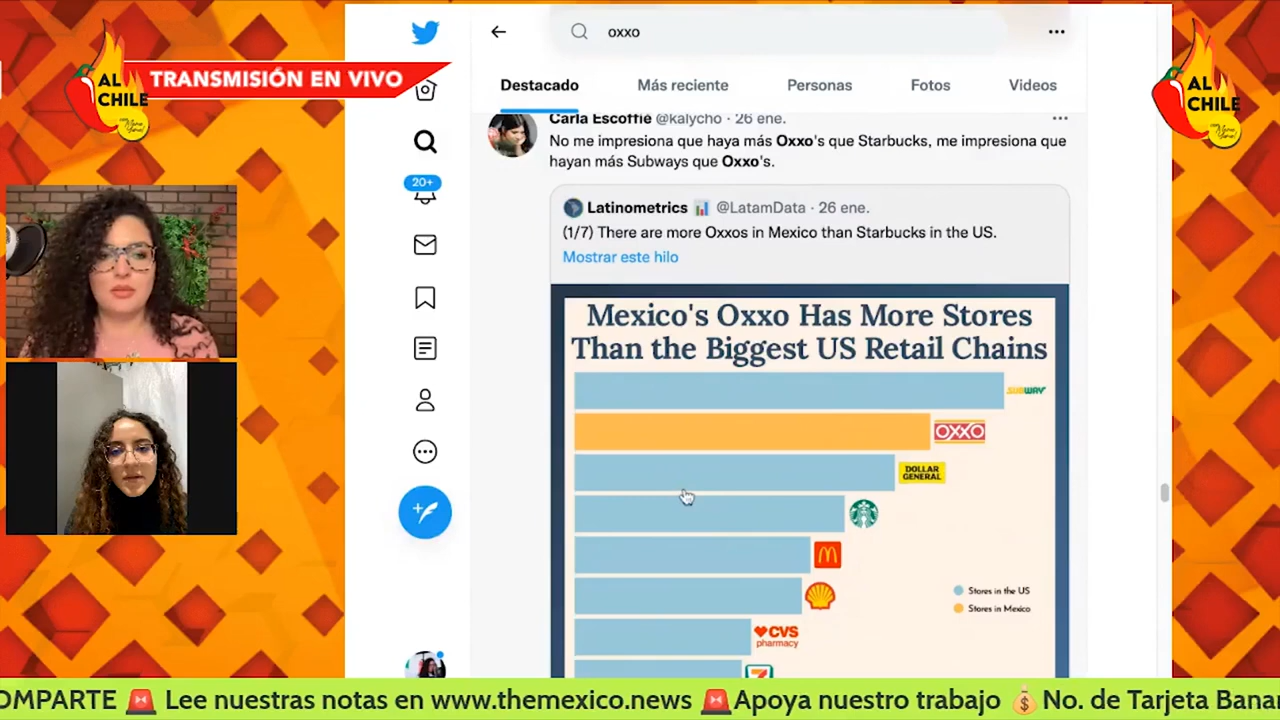 AL CHILE
TRANSMISIÓN EN VIVO
AL CHILE
oxxo
Destacado
Más reciente
Personas
Fotos
Videos
20+
Carla Escoffié @kalycho · 26 ene.
No me impresiona que haya más Oxxo's que Starbucks, me impresiona que
hayan más Subways que Oxxo's.
Latinometrics @LatamData · 26 ene.
(1/7) There are more Oxxos in Mexico than Starbucks in the US.
Mostrar este hilo
Mexico's Oxxo Has More Stores
Than the Biggest US Retail Chains
SUBWAY
OXXO
DOLLAR
GENERAL
CVS
pharmacy
7
Stores in the US
Stores in Mexico
OMPARTE 🚨 Lee nuestras notas en www.themexico.news 🚨Apoya nuestro trabajo 💰No. de Tarjeta Bana